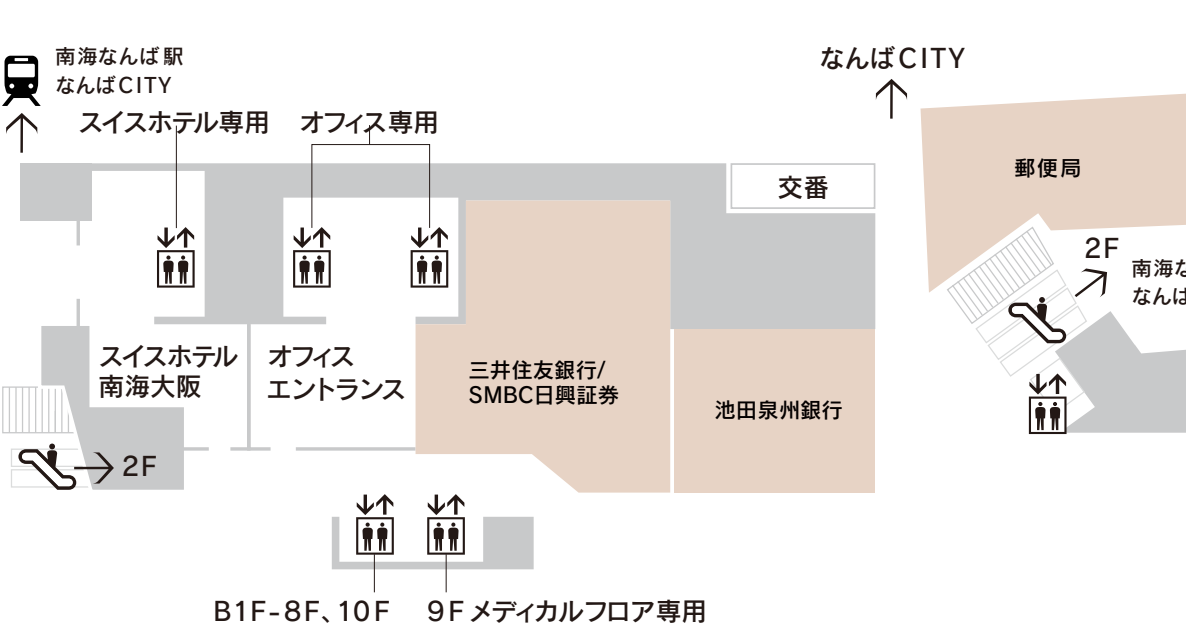 南海なんば駅
なんばCITY
なんばCITY
スイスホテル専用
オフィス専用
交番
郵便局
2F
南海な
なんは
スイスホテル
南海大阪
オフィス
エントランス
三井住友銀行/
SMBC日興証券
池田泉州銀行
2F
B1F-8F、10F
9Fメディカルフロア専用